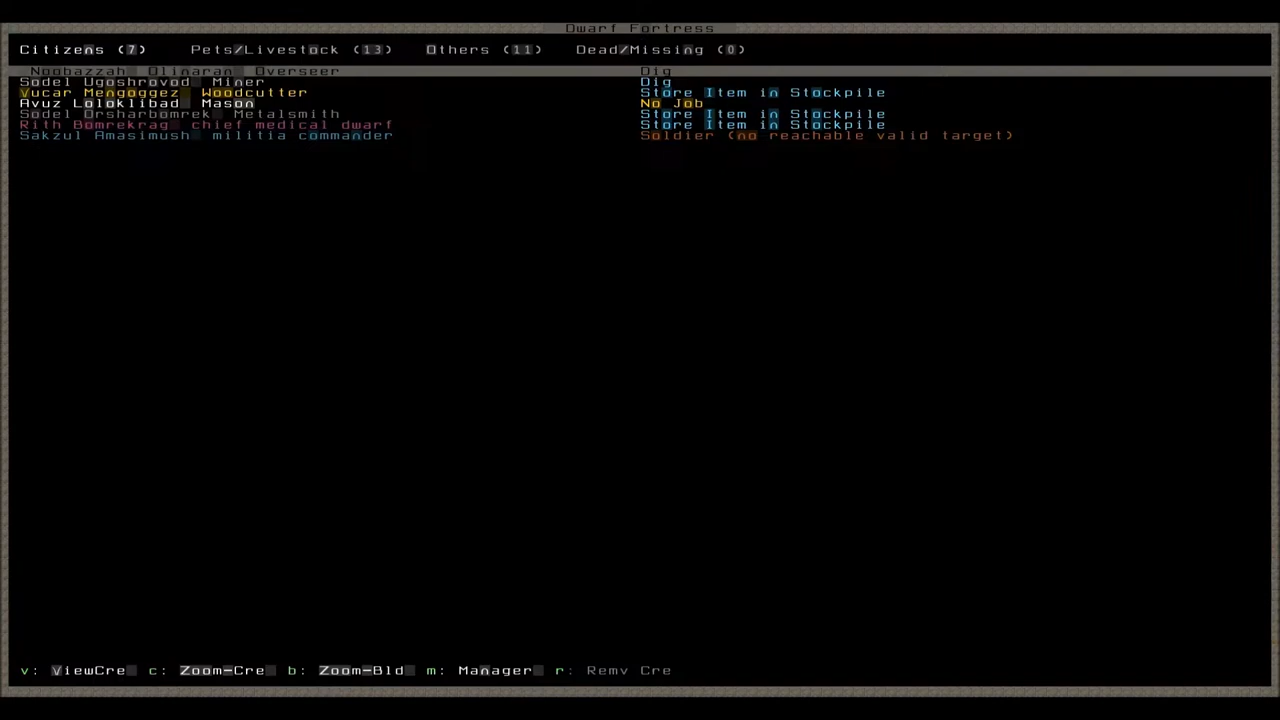 Dwarf Fortress
Citizens (7) Pets/Livestock (13) Others (11) Dead/Missing (0)
Noobazzah Olinaran Overseer Dig
Sodel Ugoshrovod Miner Dig
Vucar Mengoggez Woodcutter Store Item in Stockpile
Avuz Loloklibad Mason No Job
Sodel Orsharbomrek Metalsmith Store Item in Stockpile
Rith Bomrekrag chief medical dwarf Store Item in Stockpile
Sakzul Amasimush militia commander Soldier (no reachable valid target)
v: ViewCre c: Zoom-Cre b: Zoom-Bld m: Manager r: Remv Cre